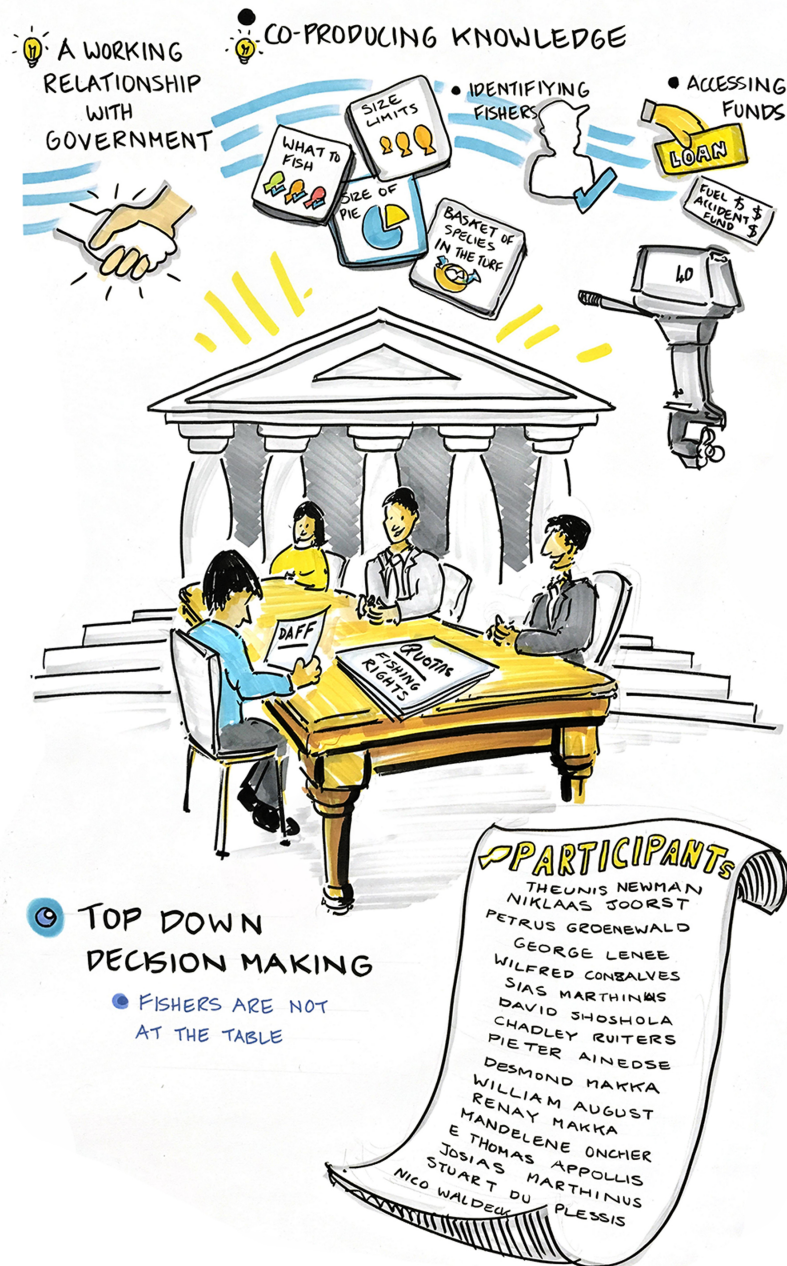 A WORKING
RELATIONSHIP
WITH
GOVERNMENT
CO-PRODUCING KNOWLEDGE
SIZE
LIMITS
WHAT TO
FISH
SIZE OF
PIE
BASKET OF
SPECIES
IN THE TURF
IDENTIFIYING
FISHERS
ACCESSING
FUNDS
LOAN
FUEL $ $
ACCIDENT
FUND $
40
DAFF
QUOTAS
FISHING
RIGHTS
TOP DOWN
DECISION MAKING
FISHERS ARE NOT
AT THE TABLE
PARTICIPANTS
THEUNIS NEWMAN
NIKLAAS JOORST
PETRUS GROENEWALD
GEORGE LENEE
WILFRED CONSALVES
SIAS MARTHINUS
DAVID SHOSHOLA
CHADLEY RUITERS
PIETER AINEDSE
DESMOND MAKKA
WILLIAM AUGUST
RENAY MAKKA
MANDELENE ONCHER
E THOMAS APPOLLIS
JOSIAS MARTHINUS
STUART DU PLESSIS
NICO WALDECK